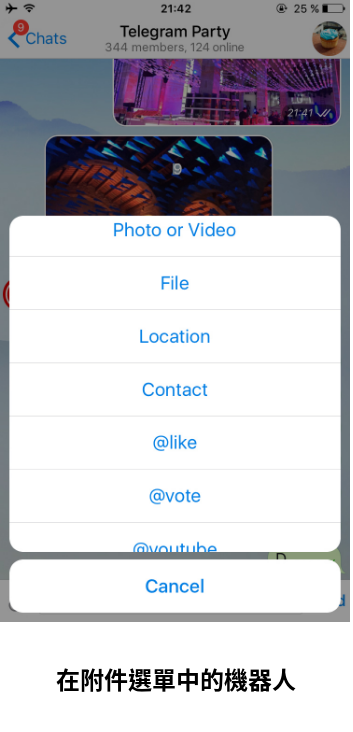 21:42
25 %
9
Chats
Telegram Party
344 members, 124 online
21:41
Photo or Video
File
Location
Contact
@like
@vote
@youtube
Cancel
在附件選單中的機器人